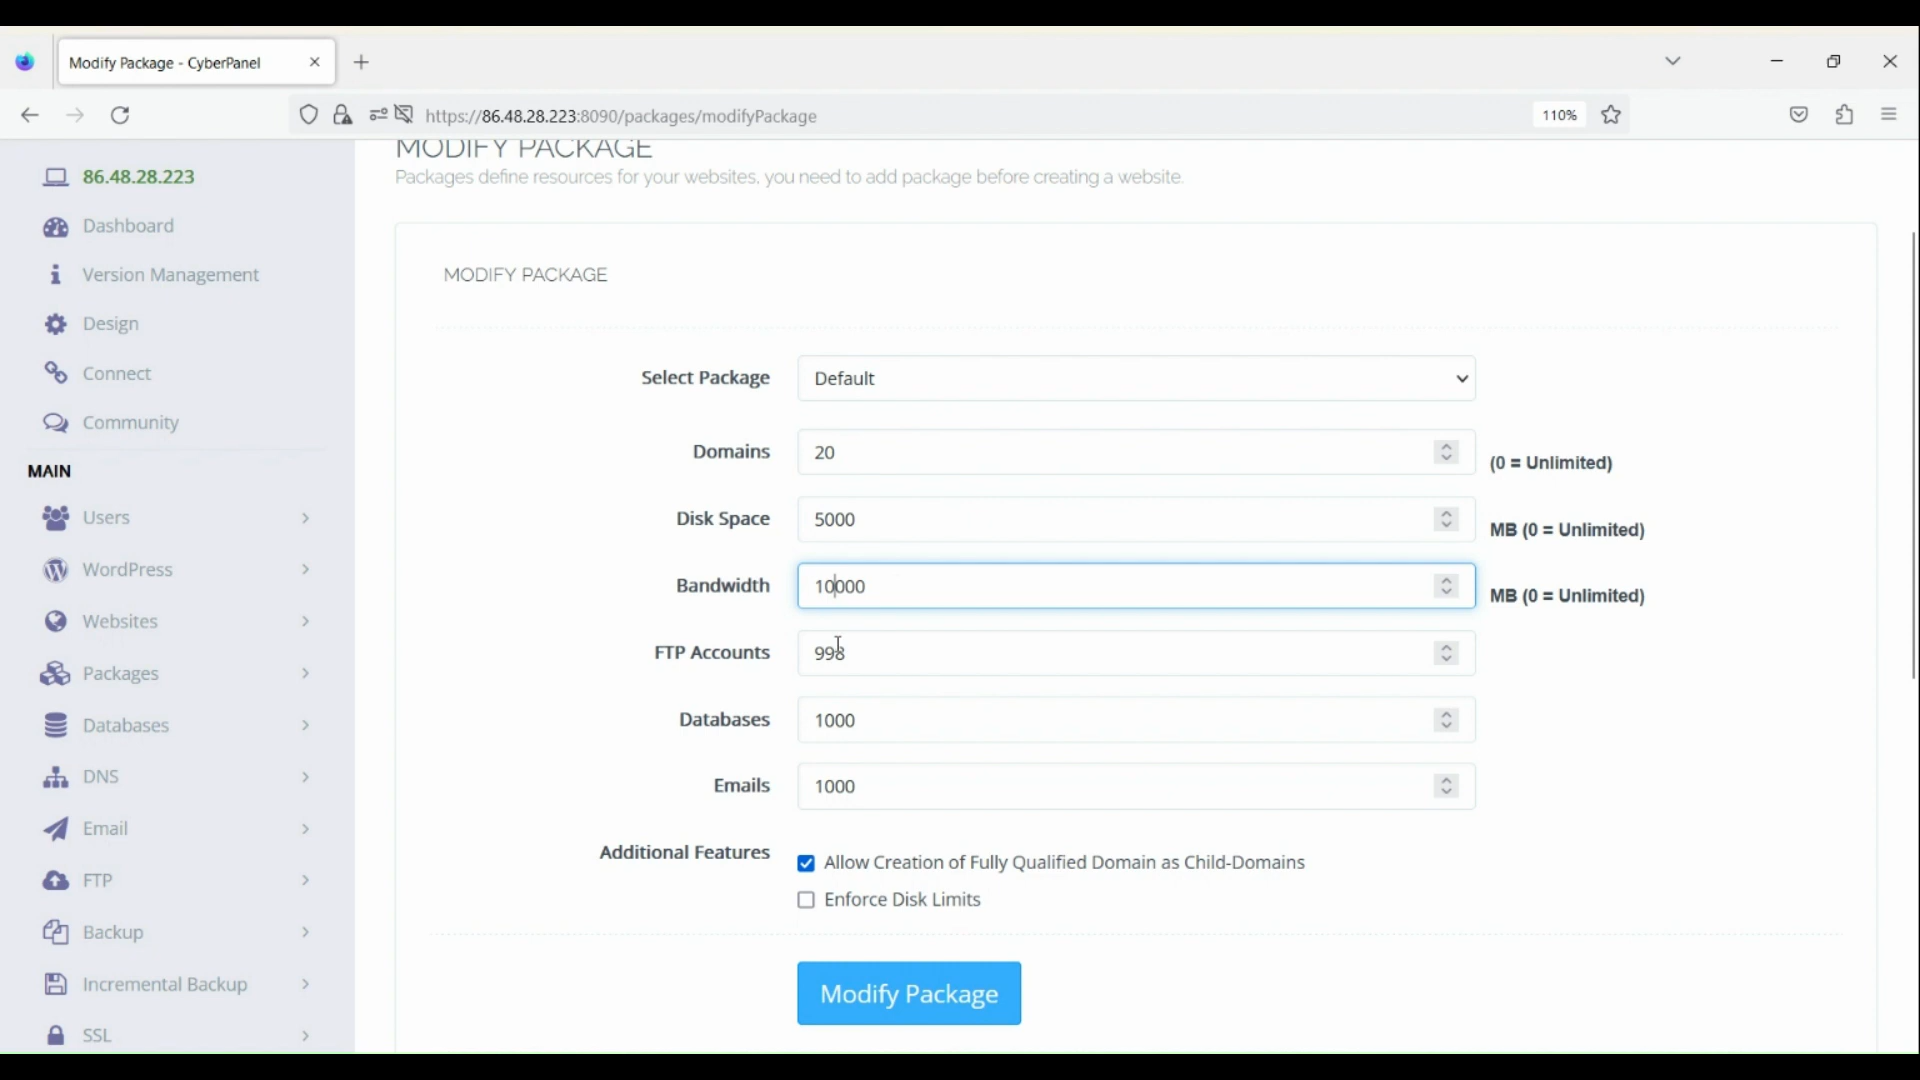 Modify Package - CyberPanel
https://86.48.28.223:8090/packages/modifyPackage
110%
86.48.28.223
Dashboard
Version Management
Design
Connect
Community
MAIN
Users
WordPress
Websites
Packages
Databases
DNS
Email
FTP
Backup
Incremental Backup
SSL
MODIFY PACKAGE
Packages define resources for your websites, you need to add package before creating a website.
MODIFY PACKAGE
Select Package Default
Domains 20 (0 = Unlimited)
Disk Space 5000 MB (0 = Unlimited)
Bandwidth 10000 MB (0 = Unlimited)
FTP Accounts 998
Databases 1000
Emails 1000
Additional Features Allow Creation of Fully Qualified Domain as Child-Domains
Enforce Disk Limits
Modify Package